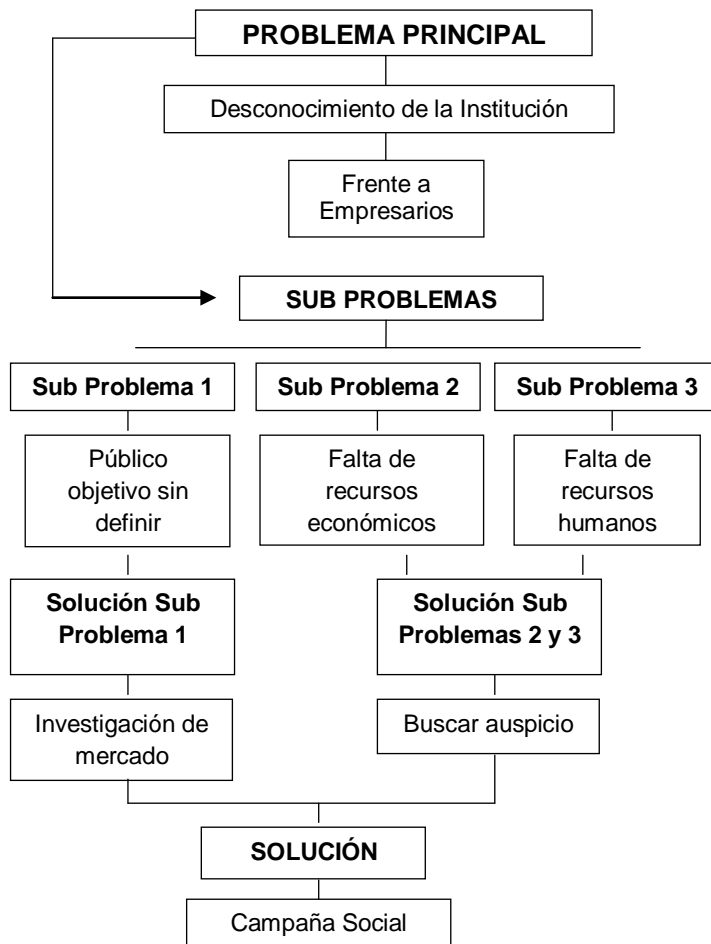 PROBLEMA PRINCIPAL
Desconocimiento de la Institución
Frente a
Empresarios
SUB PROBLEMAS
Sub Problema 1
Sub Problema 2
Sub Problema 3
Público
objetivo sin
definir
Falta de
recursos
económicos
Falta de
recursos
humanos
Solución Sub
Problema 1
Solución Sub
Problemas 2 y 3
Investigación de
mercado
Buscar auspicio
SOLUCIÓN
Campaña Social